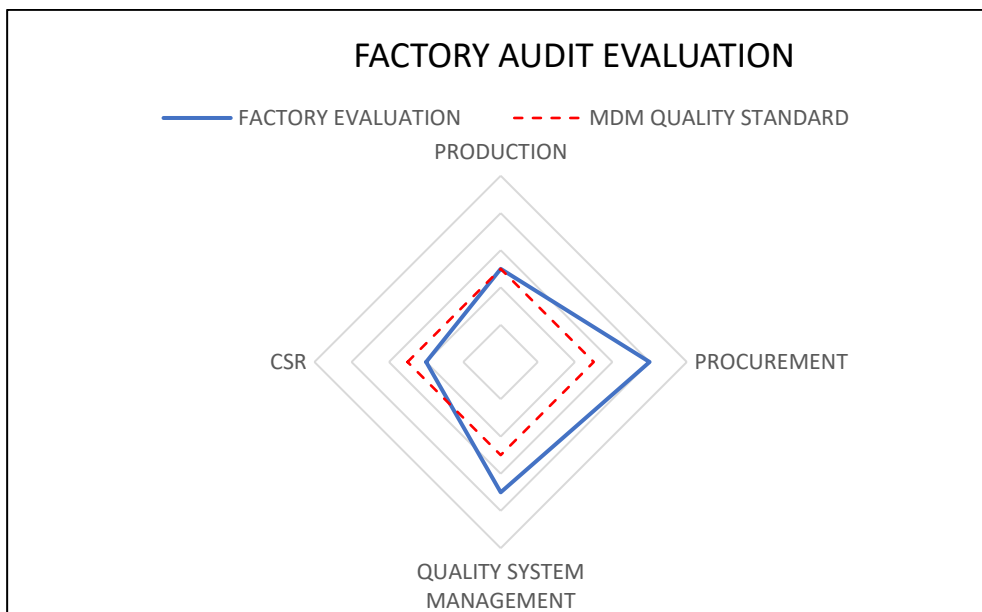 FACTORY AUDIT EVALUATION
FACTORY EVALUATION
MDM QUALITY STANDARD
PRODUCTION
CSR
PROCUREMENT
QUALITY SYSTEM
MANAGEMENT